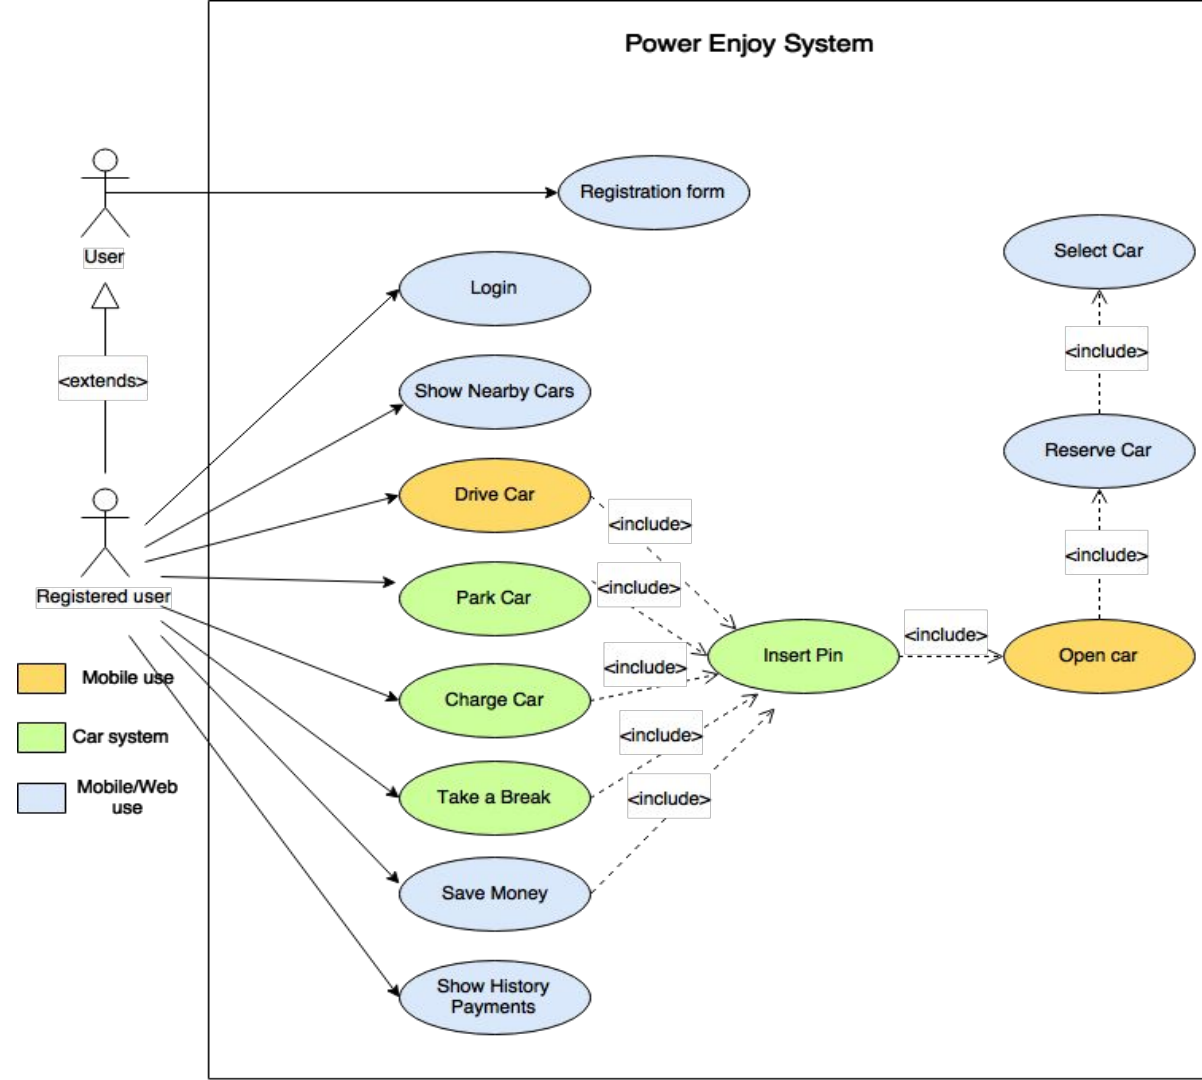 Power Enjoy System
Registration form
User
Select Car
Login
<include>
<extends>
Show Nearby Cars
Reserve Car
Drive Car
<include>
<include>
<include>
Registered user
Park Car
<include>
<include>
Insert Pin
Open car
<include>
Mobile use
Charge Car
Car system
<include>
Mobile/Web
use
Take a Break
<include>
Save Money
Show History
Payments